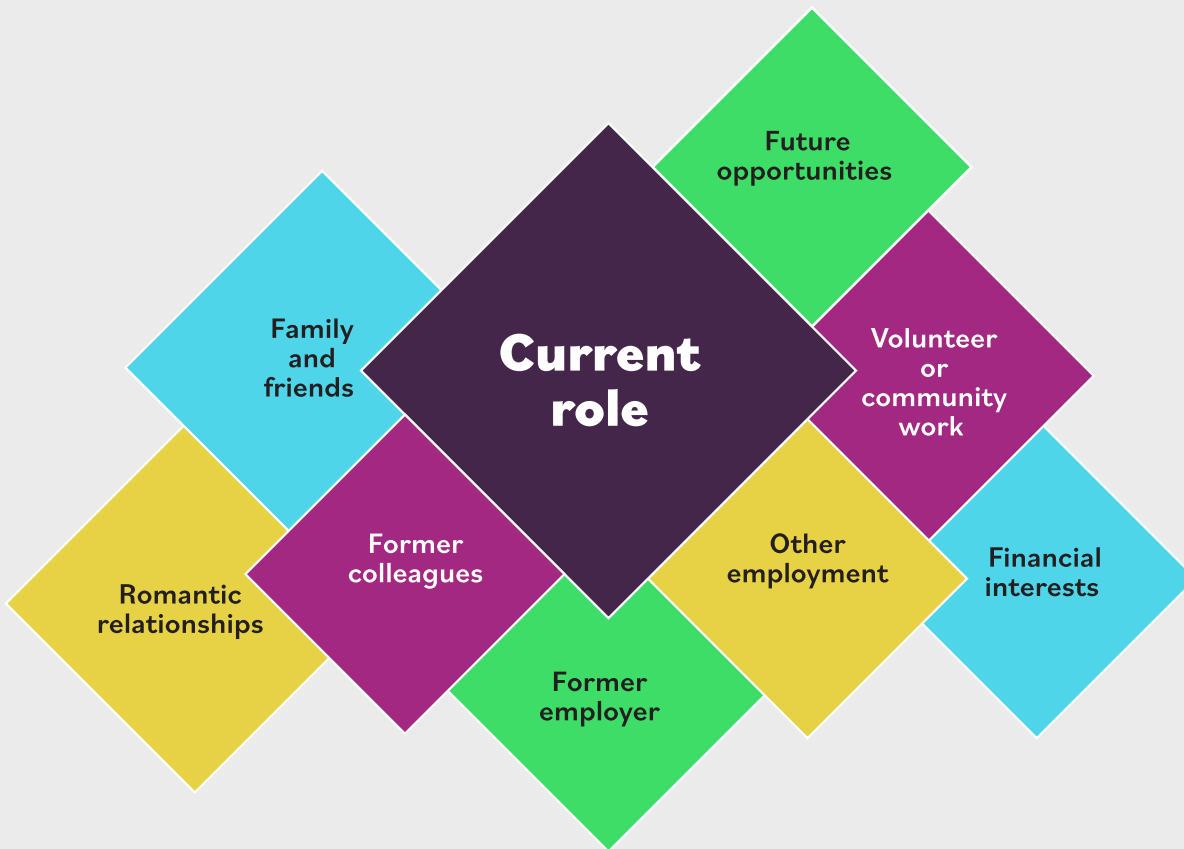 Future
opportunities
Family
and
friends
Current
role
Volunteer
or
community
work
Former
colleagues
Other
employment
Financial
interests
Romantic
relationships
Former
employer